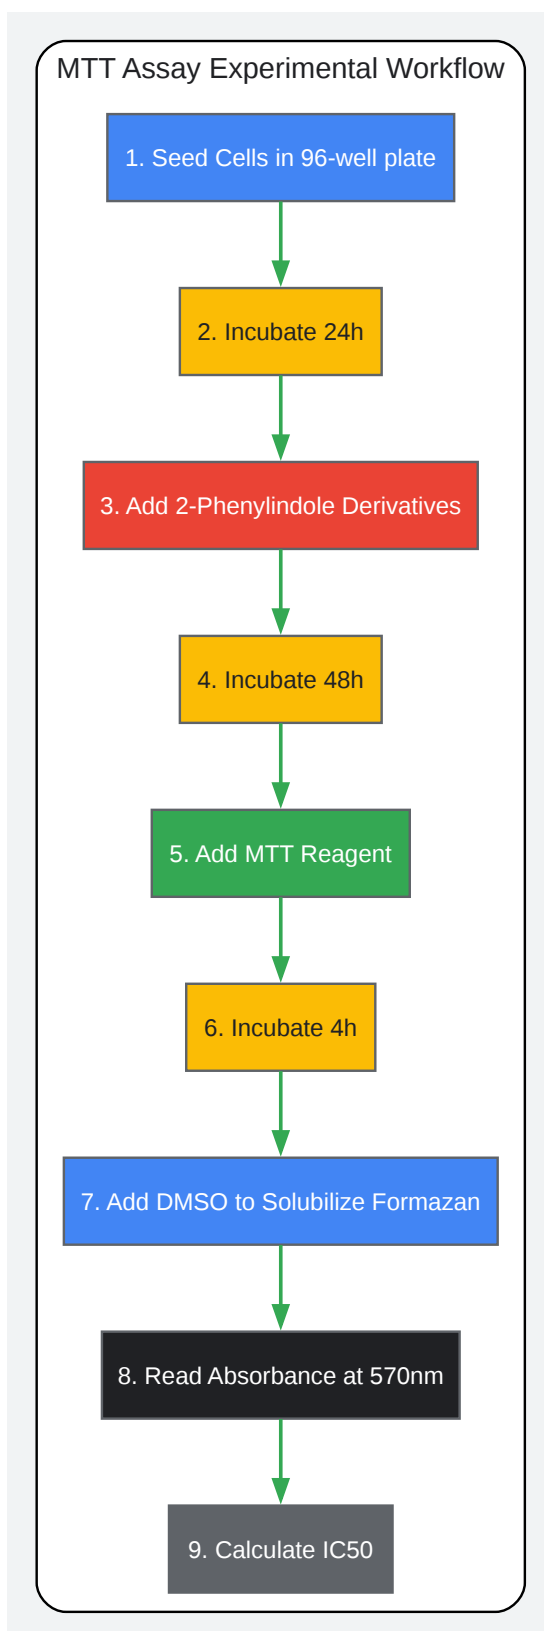 MTT Assay Experimental Workflow
1. Seed Cells in 96-well plate
2. Incubate 24h
3. Add 2-Phenylindole Derivatives
4. Incubate 48h
5. Add MTT Reagent
6. Incubate 4h
7. Add DMSO to Solubilize Formazan
8. Read Absorbance at 570nm
9. Calculate IC50